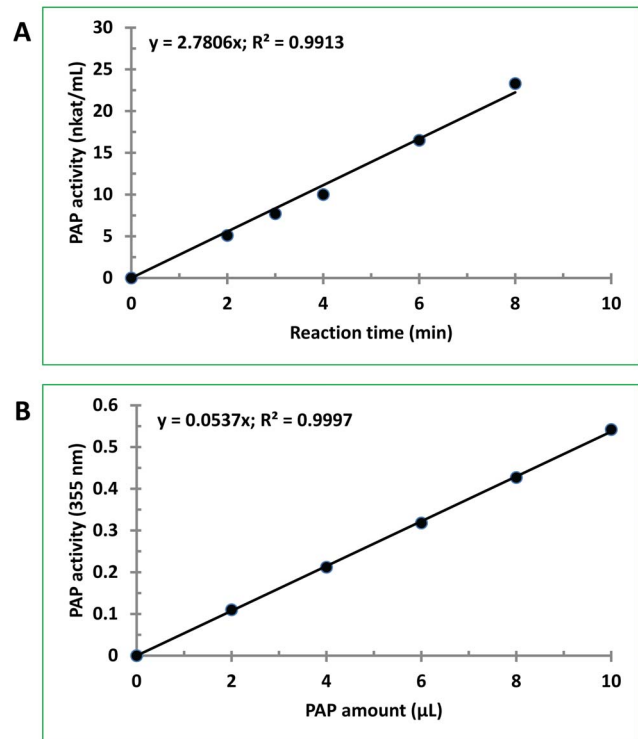 A
y = 2.7806x; R² = 0.9913
PAP activity (nkat/mL)
30
25
20
15
10
5
0
0 2 4 6 8 10
Reaction time (min)
B
y = 0.0537x; R² = 0.9997
PAP activity (355 nm)
0.6
0.5
0.4
0.3
0.2
0.1
0
0 2 4 6 8 10
PAP amount (µL)